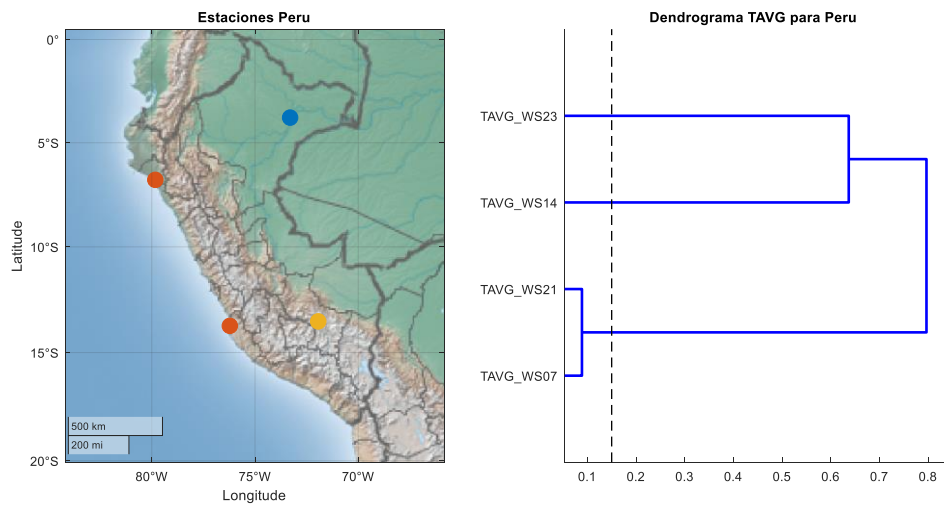 Estaciones Peru
0°
5°S
10°S
15°S
20°S
Latitude
500 km
200 mi
80°W
75°W
70°W
Longitude
Dendrograma TAVG para Peru
TAVG_WS23
TAVG_WS14
TAVG_WS21
TAVG_WS07
0.1
0.2
0.3
0.4
0.5
0.6
0.7
0.8